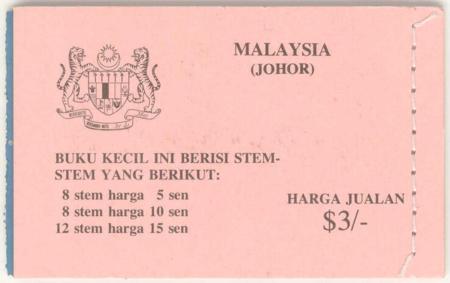 MALAYSIA
(JOHOR)
BUKU KECIL INI BERISI STEM-
STEM YANG BERIKUT:
8 stem harga 5 sen
8 stem harga 10 sen
12 stem harga 15 sen
HARGA JUALAN
$3/-